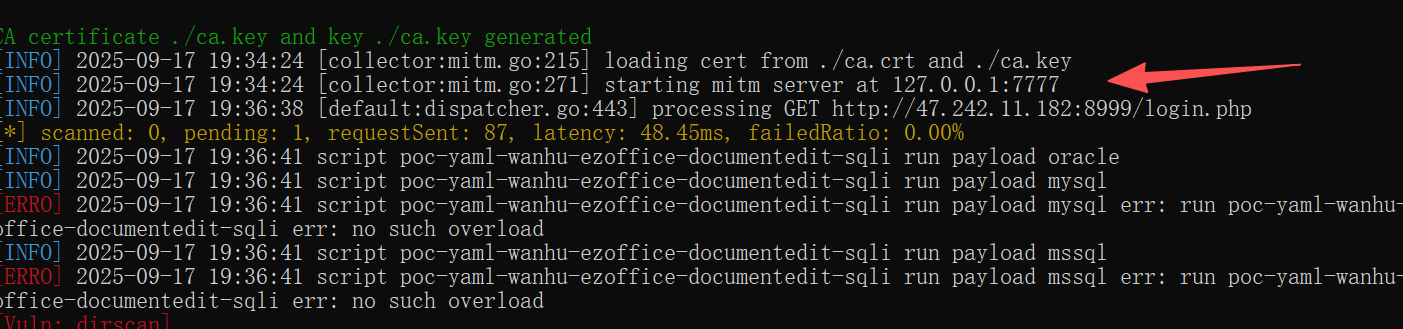 CA certificate ./ca.key and key ./ca.key generated
[INFO] 2025-09-17 19:34:24 [collector:mitm.go:215] loading cert from ./ca.crt and ./ca.key
[INFO] 2025-09-17 19:34:24 [collector:mitm.go:271] starting mitm server at 127.0.0.1:7777
[INFO] 2025-09-17 19:36:38 [default:dispatcher.go:443] processing GET http://47.242.11.182:8999/login.php
[*] scanned: 0, pending: 1, requestSent: 87, latency: 48.45ms, failedRatio: 0.00%
[INFO] 2025-09-17 19:36:41 script poc-yaml-wanhu-ezoffice-documentedit-sqli run payload oracle
[INFO] 2025-09-17 19:36:41 script poc-yaml-wanhu-ezoffice-documentedit-sqli run payload mysql
[ERRO] 2025-09-17 19:36:41 script poc-yaml-wanhu-ezoffice-documentedit-sqli run payload mysql err: run poc-yaml-wanhu-
office-documentedit-sqli err: no such overload
[INFO] 2025-09-17 19:36:41 script poc-yaml-wanhu-ezoffice-documentedit-sqli run payload mssql
[ERRO] 2025-09-17 19:36:41 script poc-yaml-wanhu-ezoffice-documentedit-sqli run payload mssql err: run poc-yaml-wanhu-
office-documentedit-sqli err: no such overload
[Vuln: dirscan]